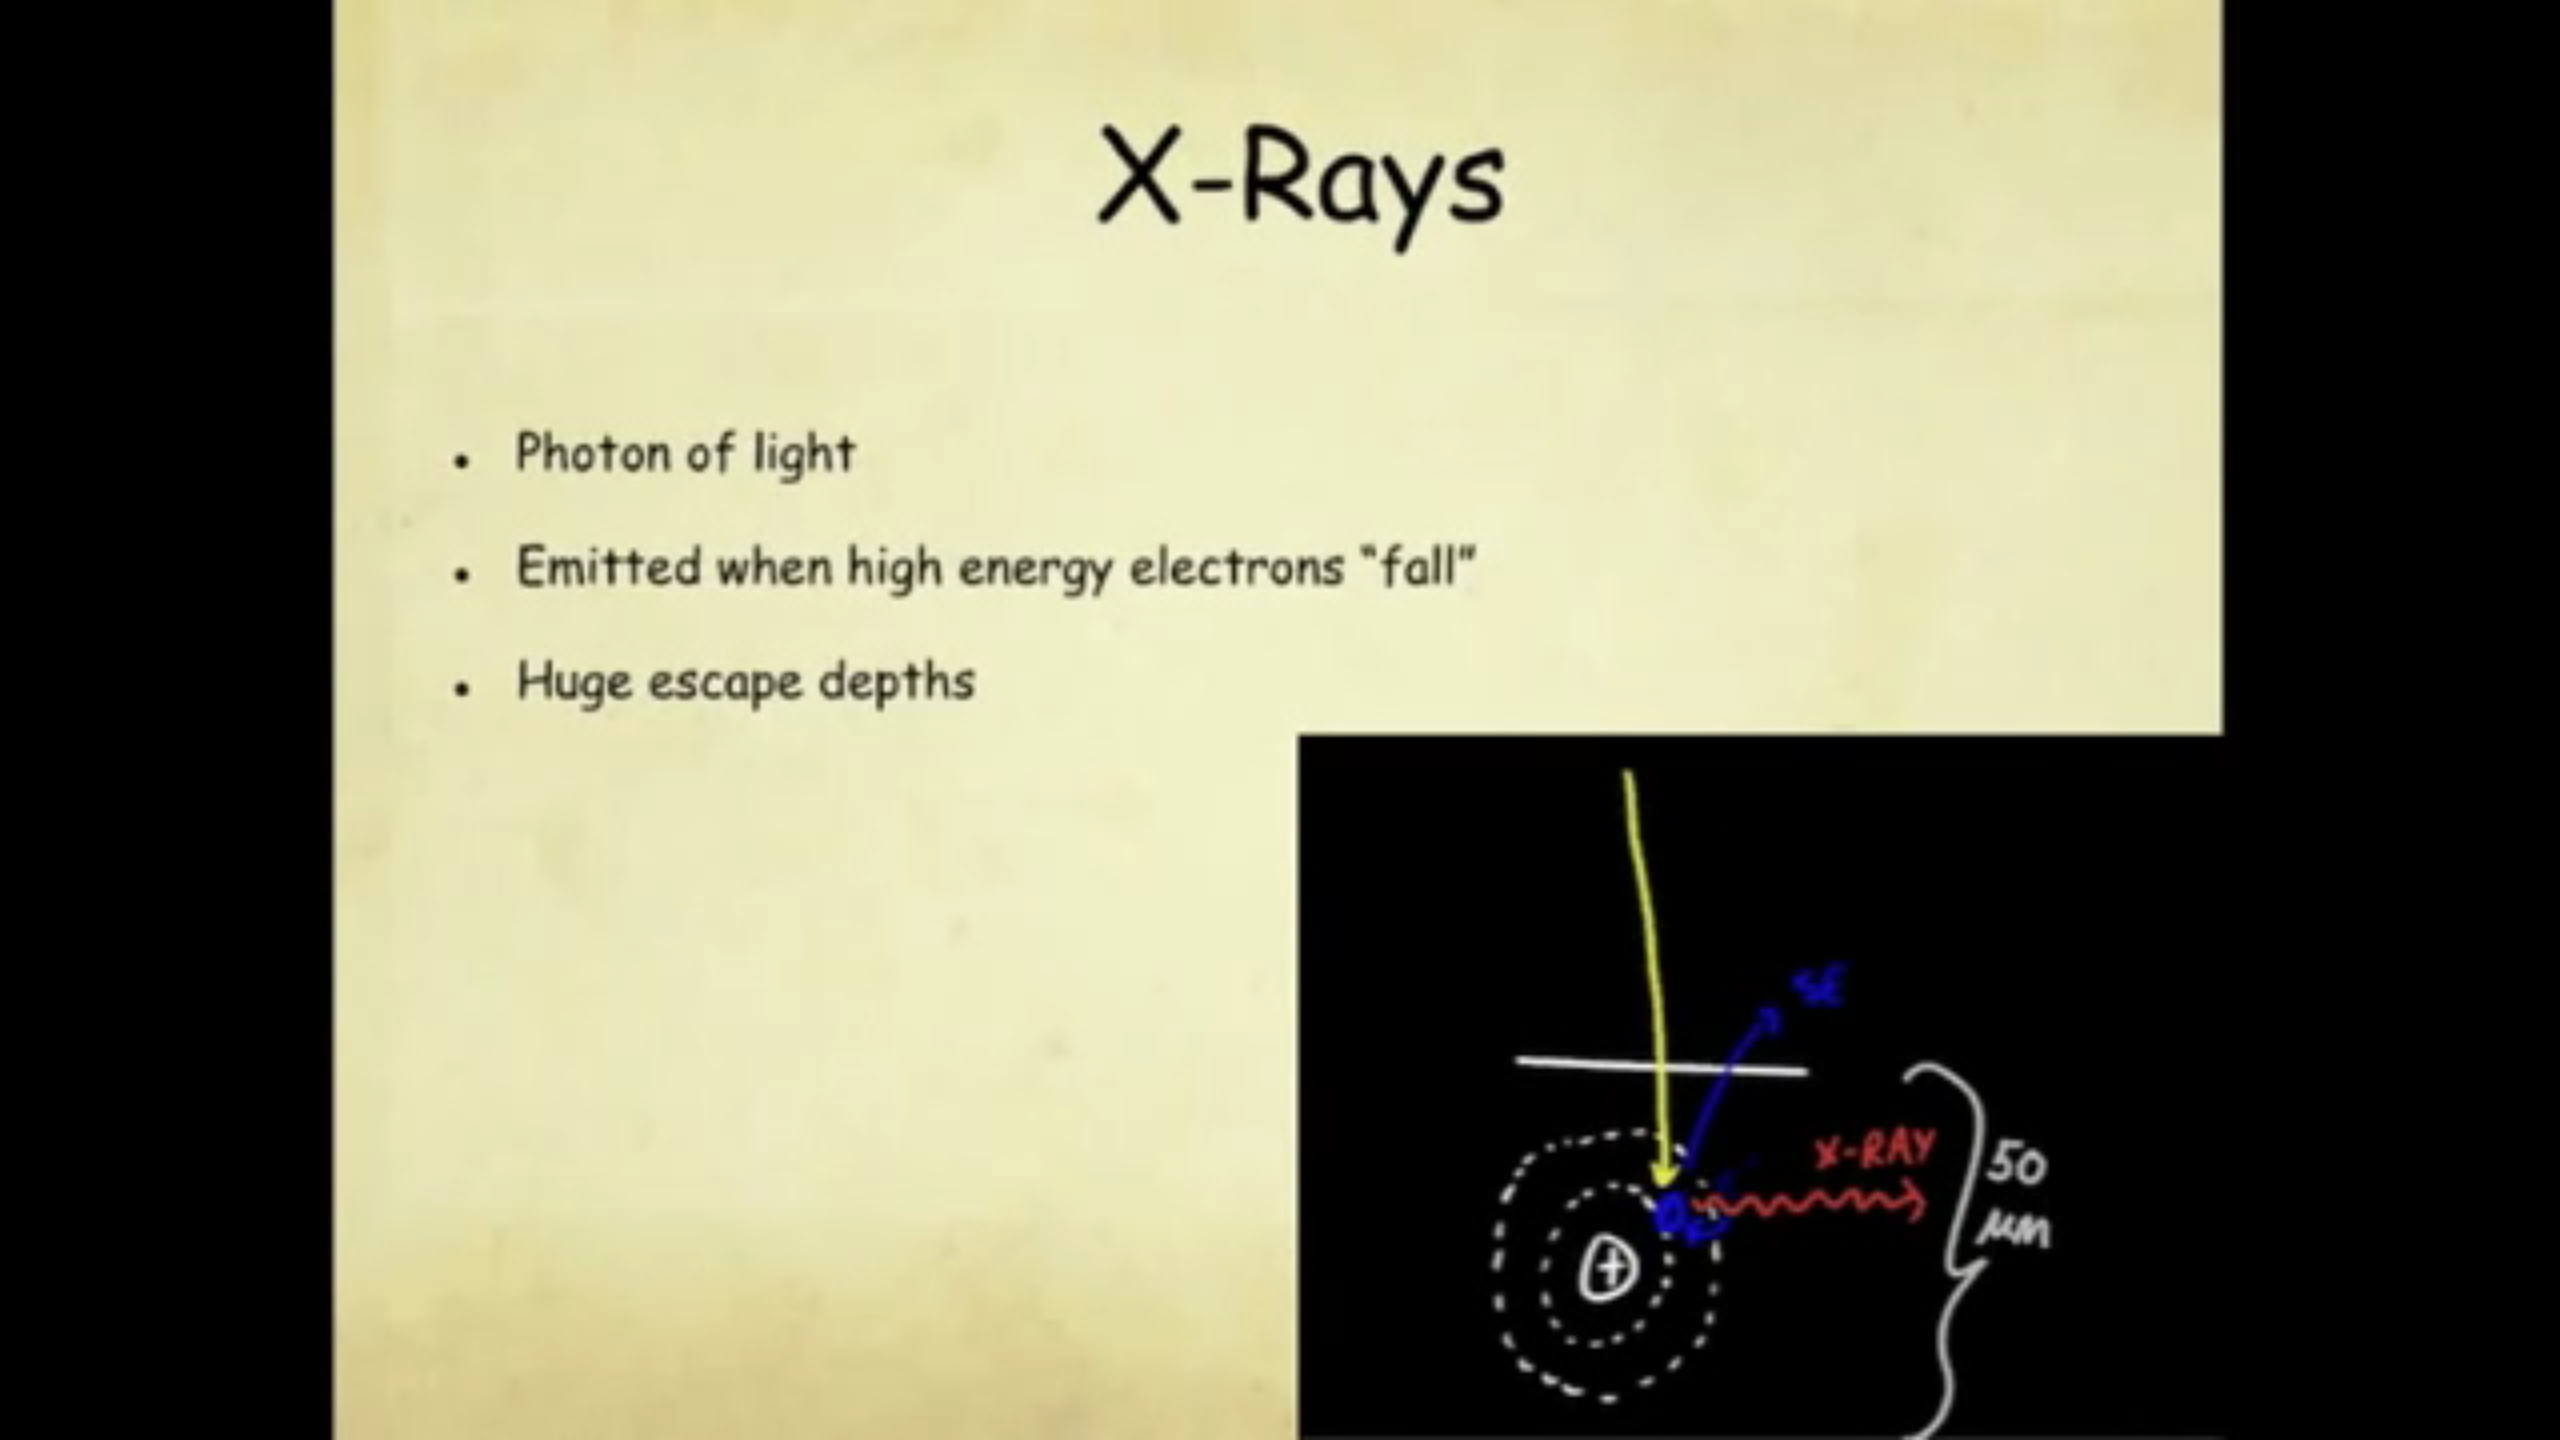 X-Rays
Photon of light
Emitted when high energy electrons “fall”
Huge escape depths
SE
X-RAY
50
μm
+